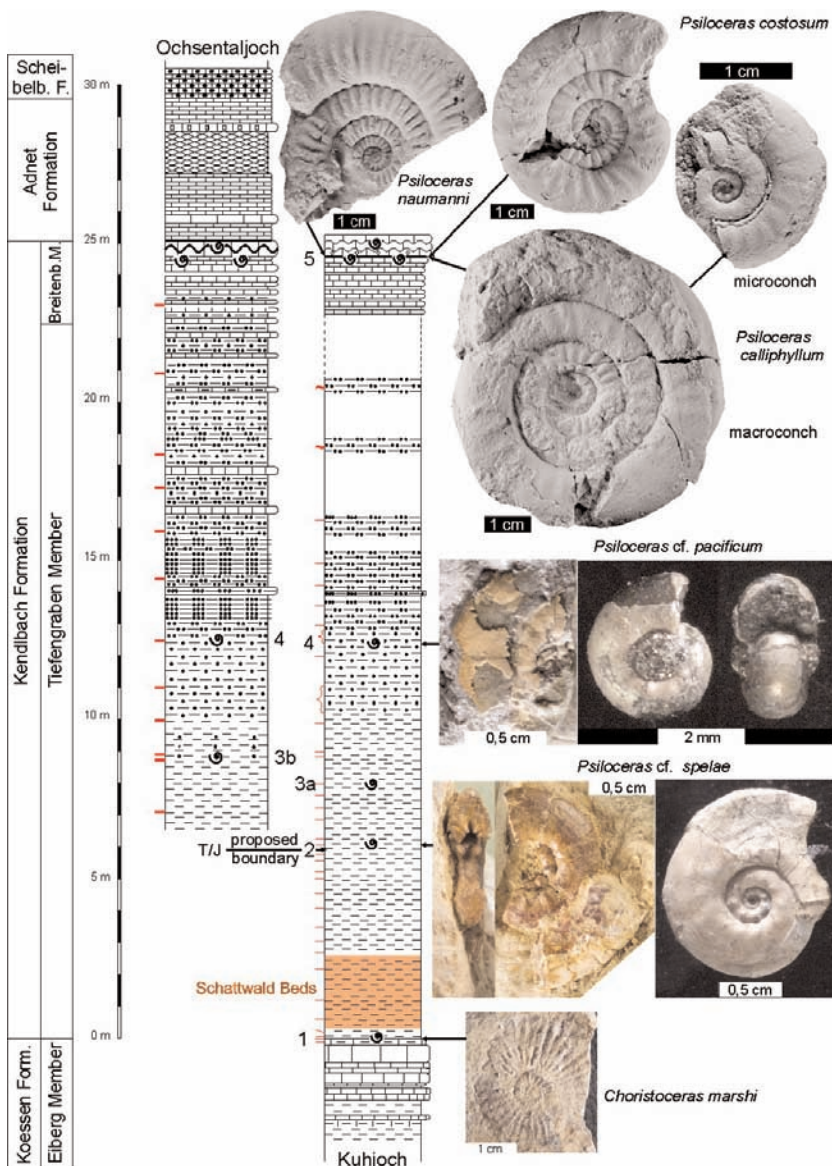 Ochsentaljoch
Psiloceras
costosum
Schei-
belb. F.
30 m
1 cm
Adnet
Formation
Psiloceras
naumanni
1 cm
1 cm
25 m
5
microconch
Breitenb.M.
Psiloceras
calliphyllum
20 m
macroconch
1 cm
Kendlbach Formation
Tiefengraben Member
15 m
Psiloceras cf. pacificum
4
4
0,5 cm
2 mm
10 m
3b
Psiloceras cf. spelae
3a
0,5 cm
T/J
proposed
boundary
2
5 m
Schattwald Beds
0,5 cm
0 m
1
Koessen Form.
Eiberg Member
Choristoceras marshi
1 cm
Kuhjoch